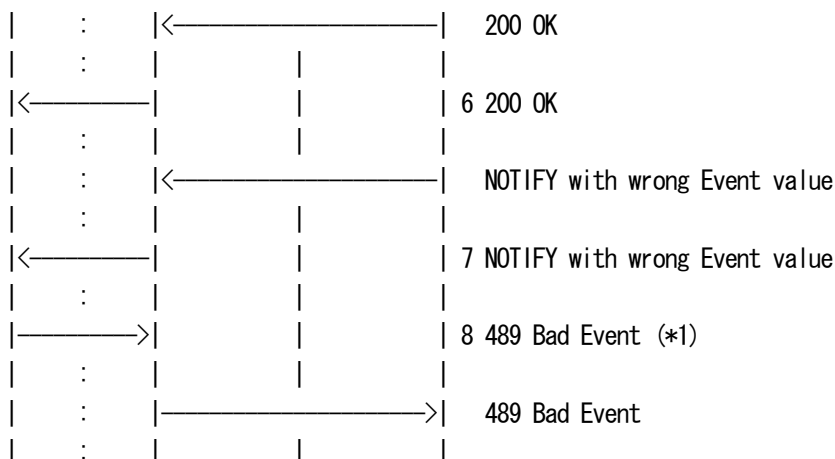 200 OK
6 200 OK
NOTIFY with wrong Event value
7 NOTIFY with wrong Event value
8 489 Bad Event (*1)
489 Bad Event